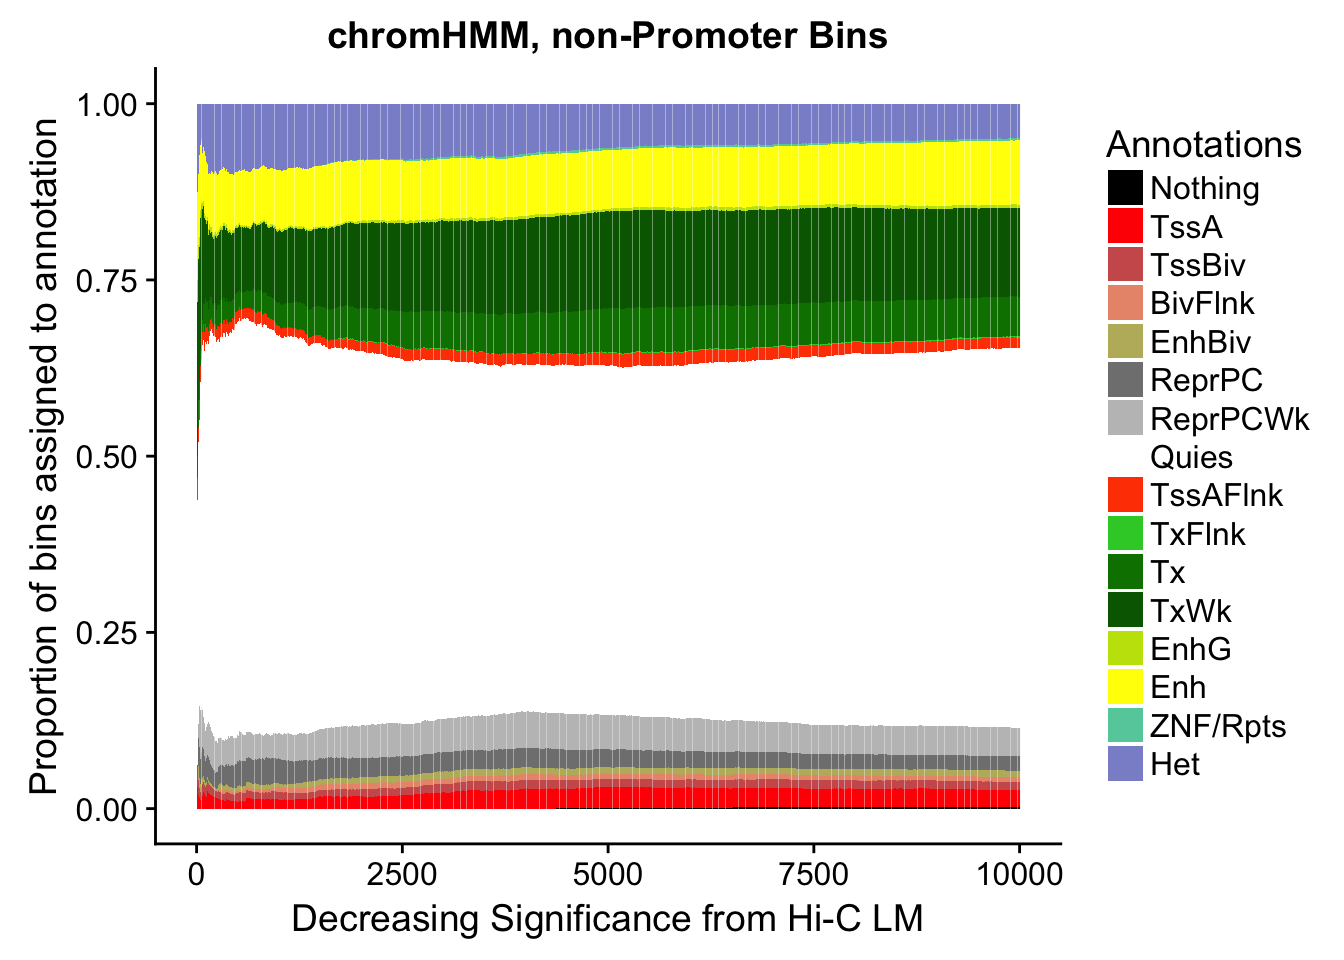 chromHMM, non-Promoter Bins
Proportion of bins assigned to annotation
1.00
0.75
0.50
0.25
0.00
0
2500
5000
7500
10000
Decreasing Significance from Hi-C LM
Annotations
Nothing
TssA
TssBiv
BivFlnk
EnhBiv
ReprPC
ReprPCWk
Quies
TssAFlnk
TxFlnk
Tx
TxWk
EnhG
Enh
ZNF/Rpts
Het